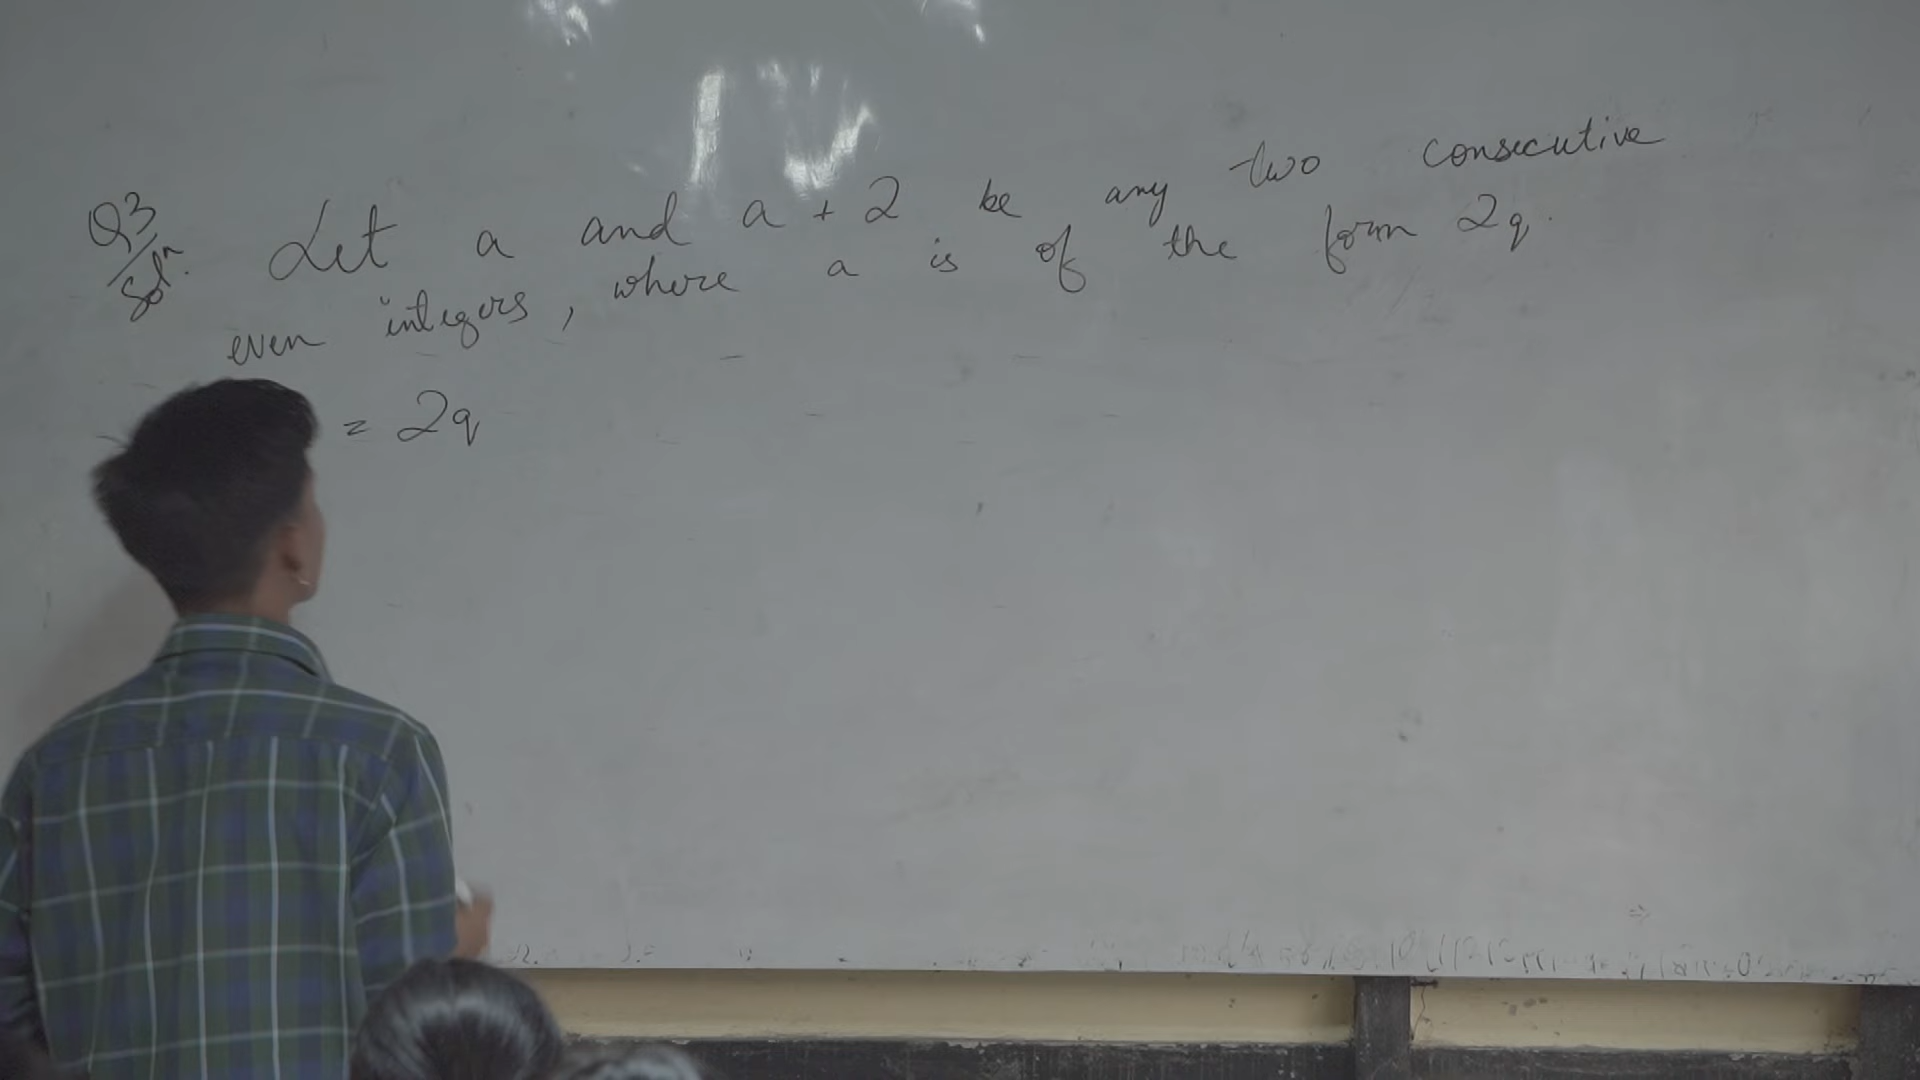 Q3
Soln. Let a and a + 2 be any two consecutive
even integers, where a is of the form 2q.
= 2q